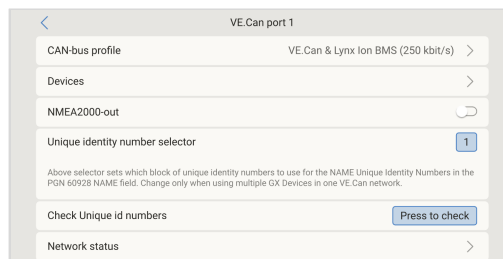 VE.Can port 1
CAN-bus profile VE.Can & Lynx Ion BMS (250 kbit/s)
Devices
NMEA2000-out
Unique identity number selector 1
Above selector sets which block of unique identity numbers to use for the NAME Unique Identity Numbers in the
PGN 60928 NAME field. Change only when using multiple GX Devices in one VE.Can network.
Check Unique id numbers Press to check
Network status